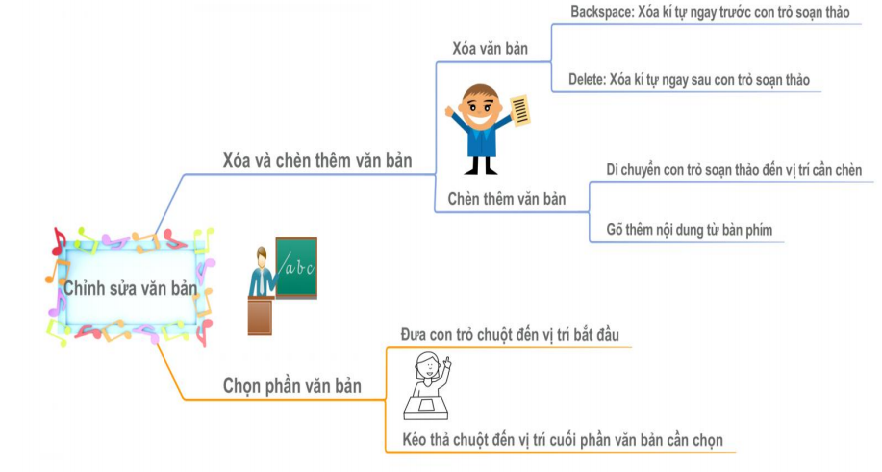 Backspace: Xóa kí tự ngay trước con trỏ soạn thảo
Xóa văn bản
Delete: Xóa kí tự ngay sau con trỏ soạn thảo
Xóa và chèn thêm văn bản
Di chuyển con trỏ soạn thảo đến vị trí cần chèn
Chèn thêm văn bản
Gõ thêm nội dung từ bàn phím
Chỉnh sửa văn bản
abc
Đưa con trỏ chuột đến vị trí bắt đầu
Chọn phần văn bản
Kéo thả chuột đến vị trí cuối phần văn bản cần chọn